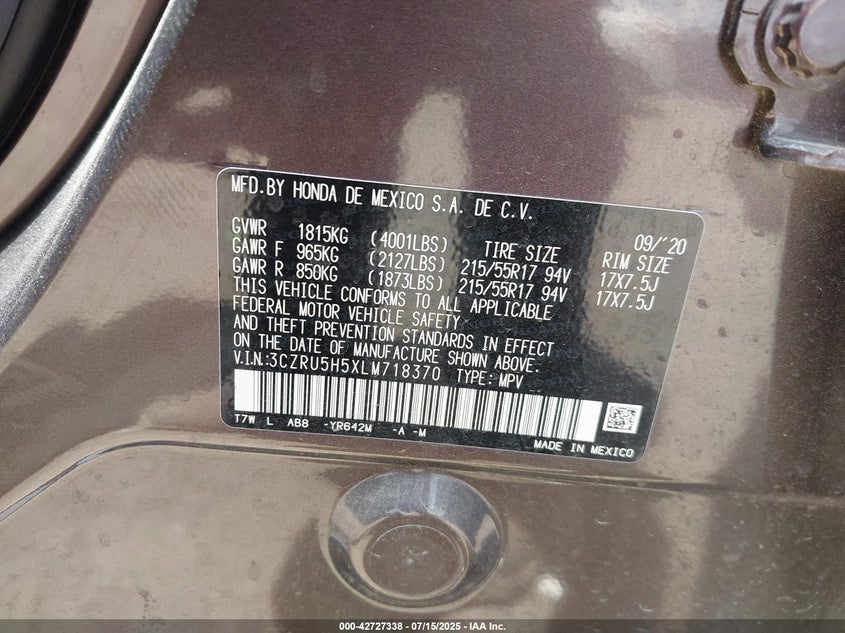 MFD.BY HONDA DE MEXICO S.A. DE C.V.
GVWR 1815KG (4001LBS) TIRE SIZE 09/'20 RIM SIZE
GAWR F 965KG (2127LBS) 215/55R17 94V 17X7.5J
GAWR R 850KG (1873LBS) 215/55R17 94V 17X7.5J
THIS VEHICLE CONFORMS TO ALL APPLICABLE
FEDERAL MOTOR VEHICLE SAFETY
AND THEFT PREVENTION STANDARDS IN EFFECT
ON THE DATE OF MANUFACTURE SHOWN ABOVE.
V.I.N.:3CZRU5H5XLM718370 TYPE: MPV
T7W L AB8 -YR642M -A -M
MADE IN MEXICO
000-42727338 - 07/15/2025 - IAA Inc.